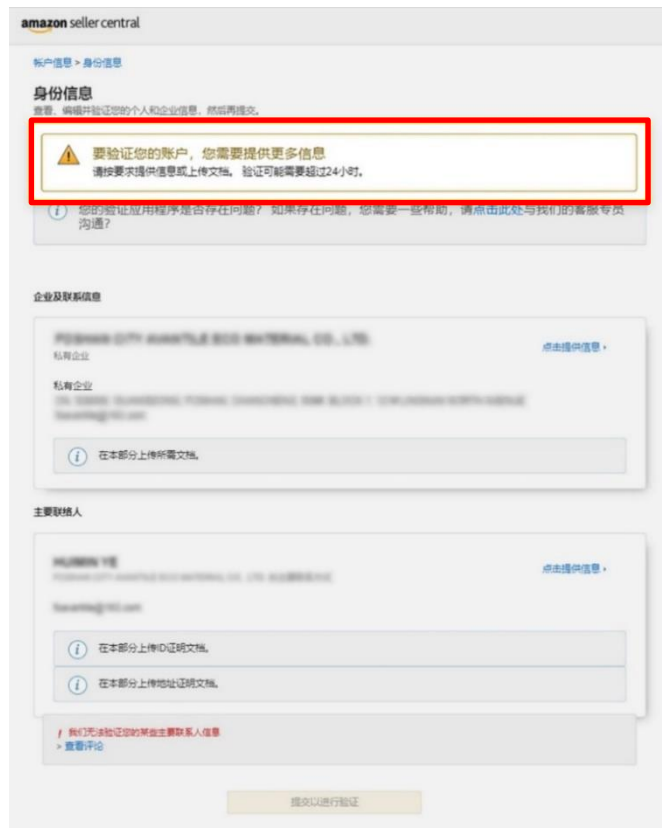 amazon seller central
帐户信息 > 身份信息
身份信息
查看、编辑并验证您的个人和企业信息，然后再提交。
要验证您的账户，您需要提供更多信息
请按要求提供信息或上传文档。 验证可能需要超过24小时。
您的验证应用程序是否存在问题？ 如果存在问题，您需要一些帮助，请点击此处与我们的客服专员
沟通？
企业及联系信息
点击提供信息
私有企业
私有企业
在本部分上传所需文档。
主要联络人
点击提供信息
在本部分上传ID证明文档。
在本部分上传地址证明文档。
我们无法验证您的某些主要联系人信息
> 查看评论
提交以进行验证